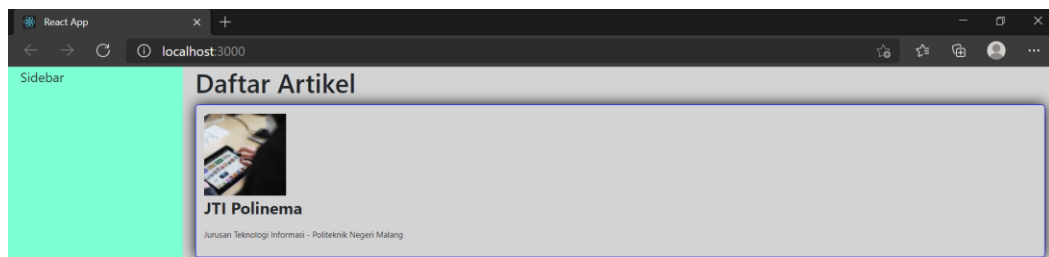 React App
localhost:3000
Sidebar
Daftar Artikel
JTI Polinema
Jurusan Teknologi Informasi - Politeknik Negeri Malang